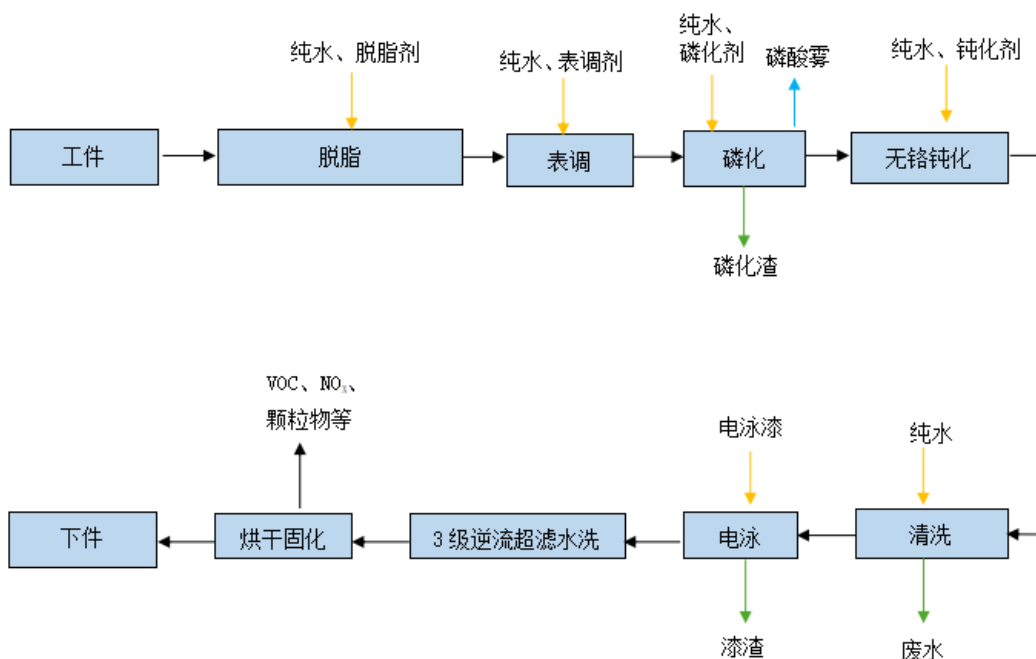 纯水、脱脂剂
纯水、表调剂
纯水、
磷化剂
磷酸雾
纯水、钝化剂
工件
脱脂
表调
磷化
无铬钝化
磷化渣
VOC、NOx、
颗粒物等
电泳漆
纯水
下件
烘干固化
3级逆流超滤水洗
电泳
清洗
漆渣
废水